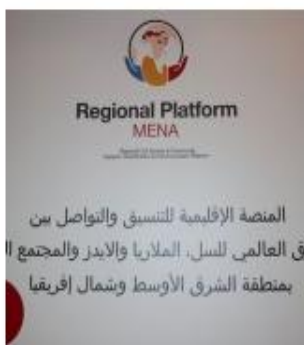 Regional Platform
MENA
المنصة الإقليمية للتنسيق والتواصل بين
ق العالمي للسل، الملاريا والايدز والمجتمع ا
بمنطقة الشرق الأوسط وشمال إفريقيا